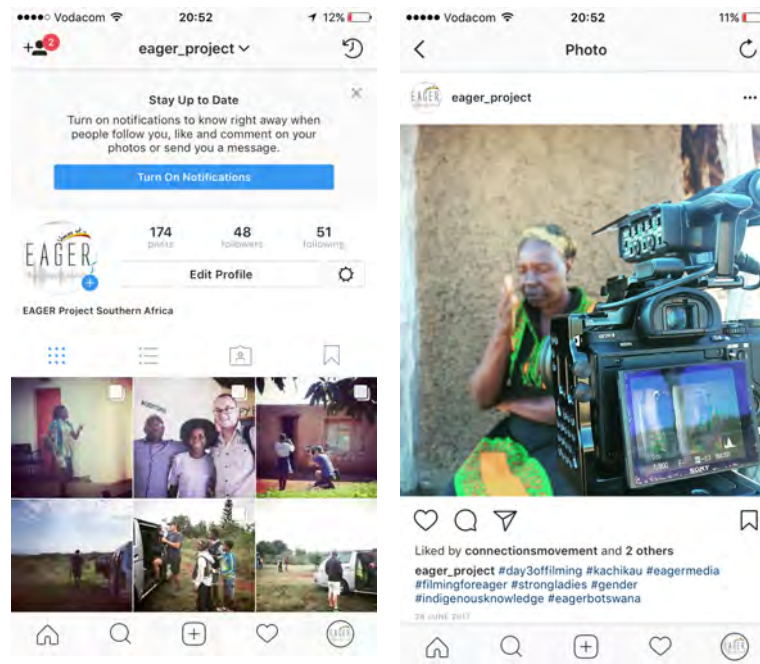 Vodacom 20:52 12%
2
eager_project
Stay Up to Date
Turn on notifications to know right away when
people follow you, like and comment on your
photos or send you a message.
Turn On Notifications
174 48 51
posts followers following
EAGER
Edit Profile
EAGER Project Southern Africa
Vodacom 20:52 11%
Photo
EAGER
eager_project
SONY
Liked by connectionsmovement and 2 others
eager_project #day3offilming #kachikau #eagermedia
#filmingforeager #strongladies #gender
#indigenousknowledge #eagerbotswana
28 JUNE 2017